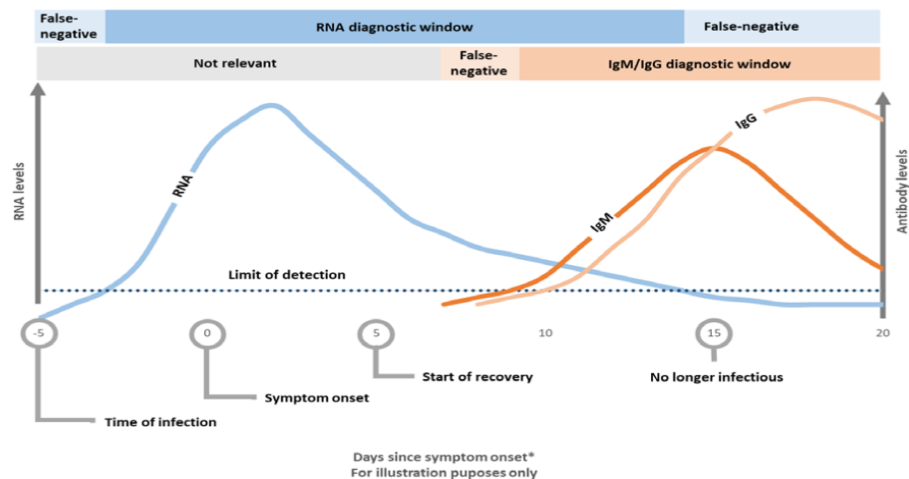 False-
negative
RNA diagnostic window
False-negative
Not relevant
False-
negative
IgM/IgG diagnostic window
RNA levels
RNA
IgM
IgG
Antibody levels
Limit of detection
-5
0
5
10
15
20
Start of recovery
No longer infectious
Symptom onset
Time of infection
Days since symptom onset*
For illustration puposes only